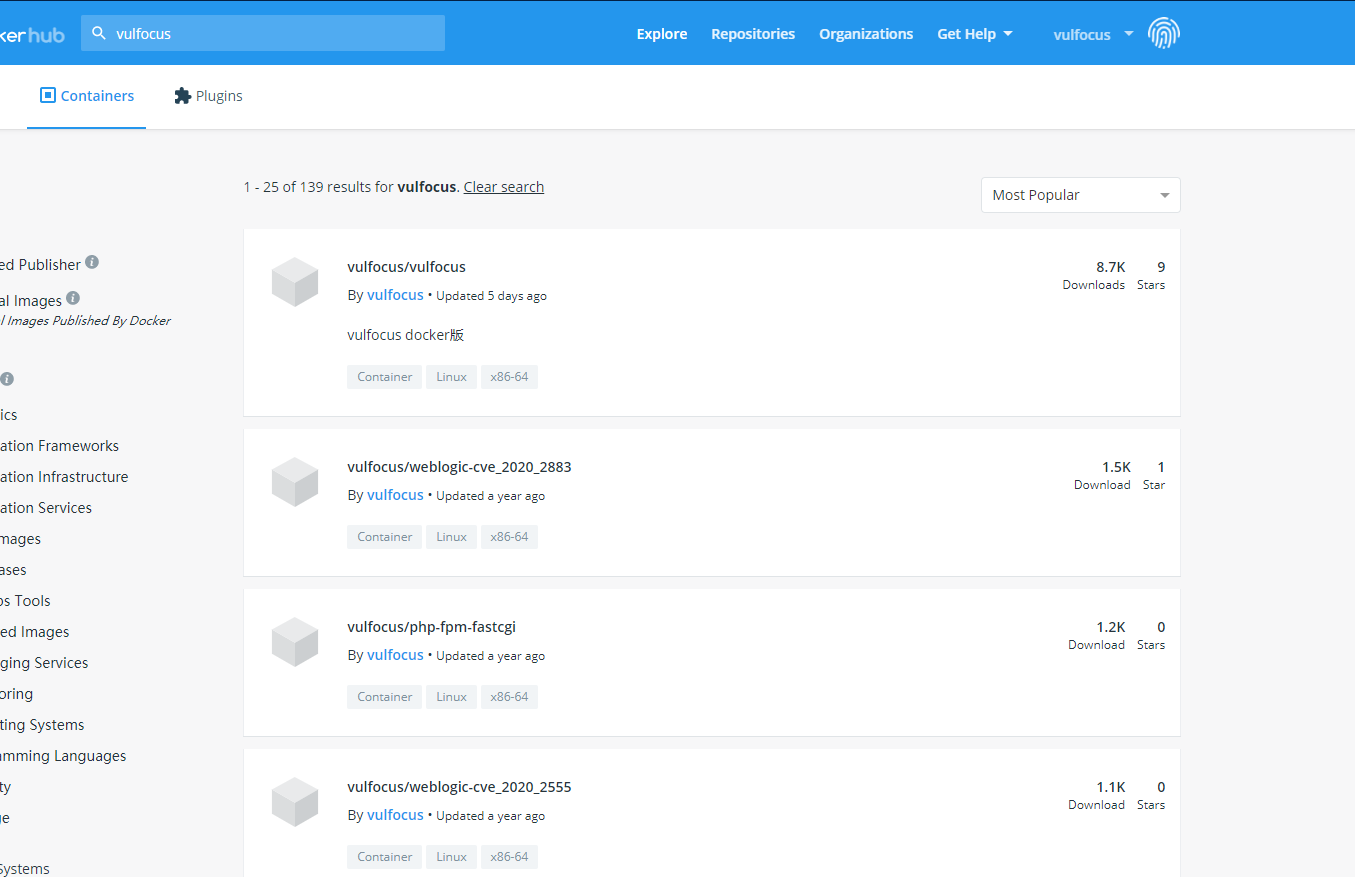 ker hub
vulfocus
Explore
Repositories
Organizations
Get Help
vulfocus
Containers
Plugins
1 - 25 of 139 results for vulfocus. Clear search
Most Popular
ed Publisher
al Images
l Images Published By Docker
ics
ation Frameworks
ation Infrastructure
ation Services
mages
ases
ps Tools
ed Images
ging Services
oring
ting Systems
amming Languages
ty
ge
Systems
vulfocus/vulfocus
By vulfocus • Updated 5 days ago
vulfocus docker版
Container Linux x86-64
8.7K 9
Downloads Stars
vulfocus/weblogic-cve_2020_2883
By vulfocus • Updated a year ago
Container Linux x86-64
1.5K 1
Download Star
vulfocus/php-fpm-fastcgi
By vulfocus • Updated a year ago
Container Linux x86-64
1.2K 0
Download Stars
vulfocus/weblogic-cve_2020_2555
By vulfocus • Updated a year ago
Container Linux x86-64
1.1K 0
Download Stars